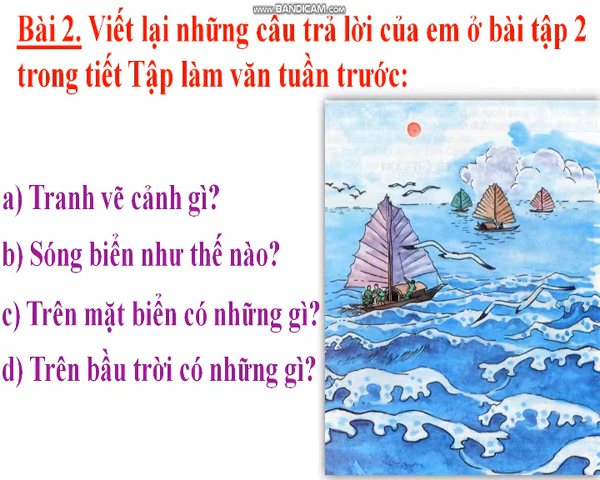 www.BANDICAM.com
Bài 2. Viết lại những câu trả lời của em ở bài tập 2
trong tiết Tập làm văn tuần trước:
a) Tranh vẽ cảnh gì?
b) Sóng biển như thế nào?
c) Trên mặt biển có những gì?
d) Trên bầu trời có những gì?